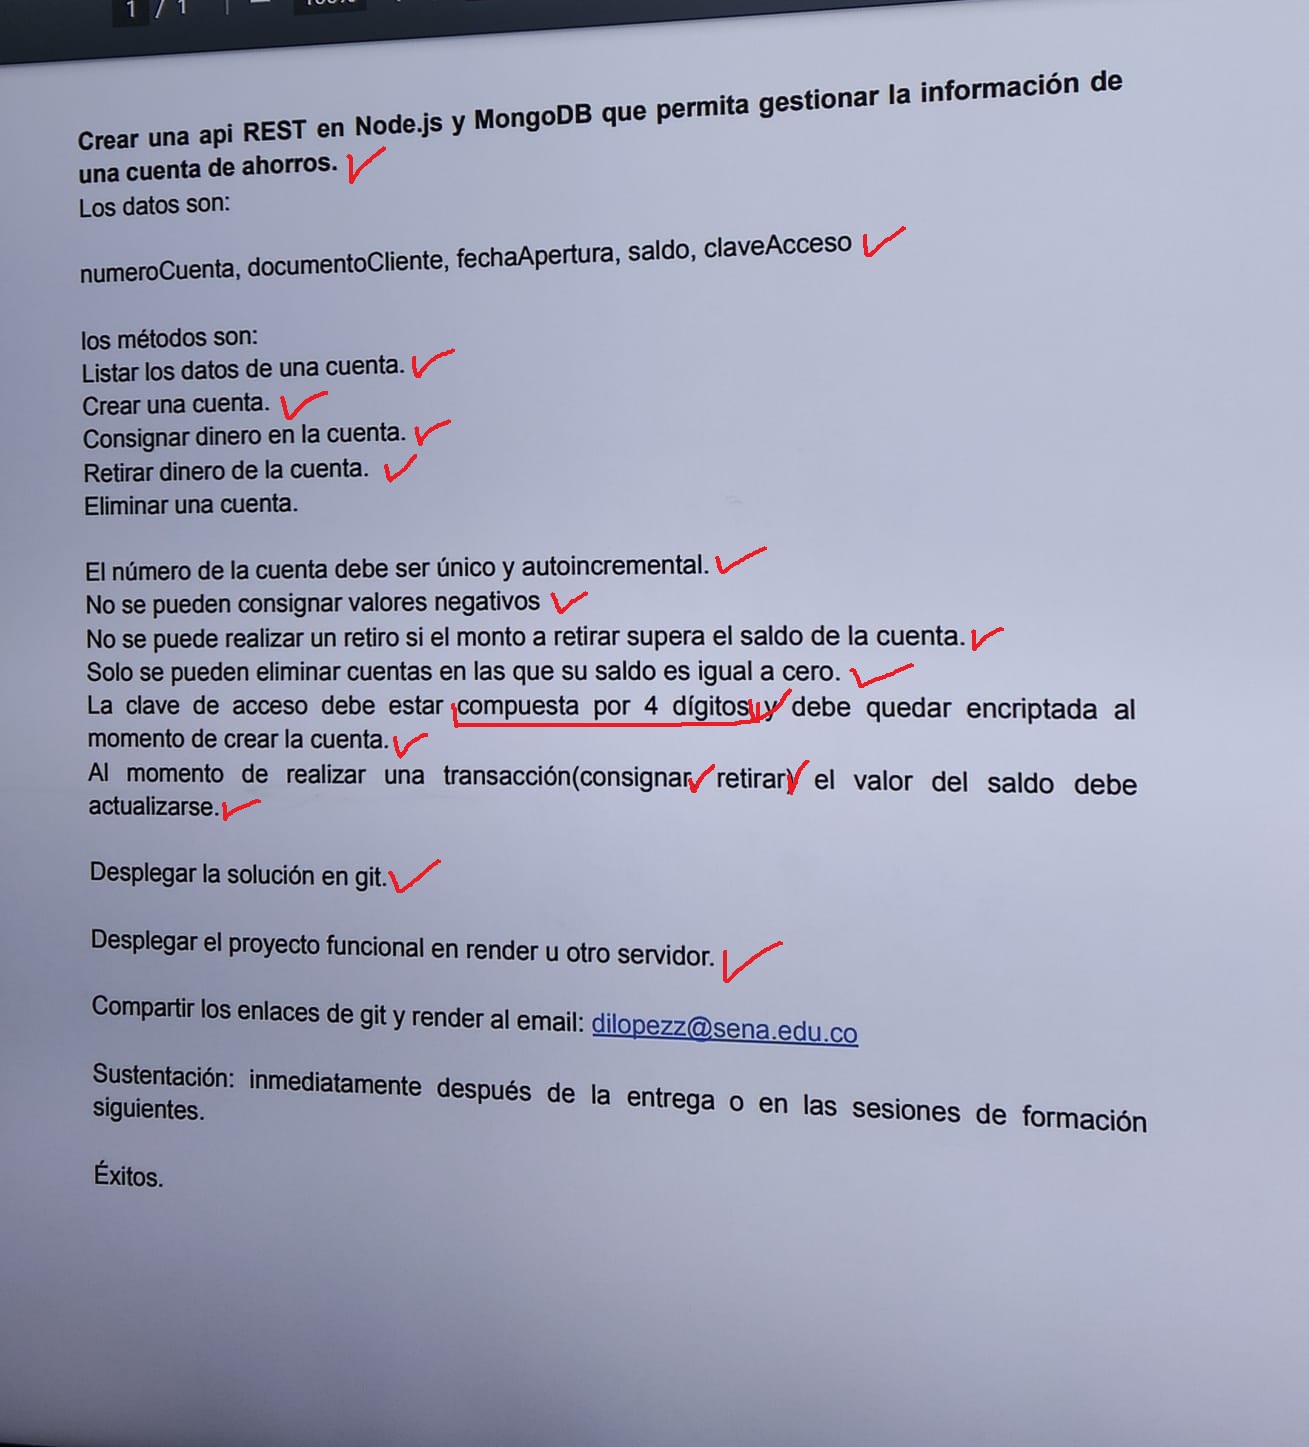 1 / 1
Crear una api REST en Node.js y MongoDB que permita gestionar la información de
una cuenta de ahorros.
Los datos son:
numeroCuenta, documentoCliente, fechaApertura, saldo, claveAcceso
los métodos son:
Listar los datos de una cuenta.
Crear una cuenta.
Consignar dinero en la cuenta.
Retirar dinero de la cuenta.
Eliminar una cuenta.
El número de la cuenta debe ser único y autoincremental.
No se pueden consignar valores negativos
No se puede realizar un retiro si el monto a retirar supera el saldo de la cuenta.
Solo se pueden eliminar cuentas en las que su saldo es igual a cero.
La clave de acceso debe estar compuesta por 4 dígitos y debe quedar encriptada al
momento de crear la cuenta.
Al momento de realizar una transacción(consignar retirar) el valor del saldo debe
actualizarse.
Desplegar la solución en git.
Desplegar el proyecto funcional en render u otro servidor.
Compartir los enlaces de git y render al email: dilopezz@sena.edu.co
Sustentación: inmediatamente después de la entrega o en las sesiones de formación
siguientes.
Éxitos.